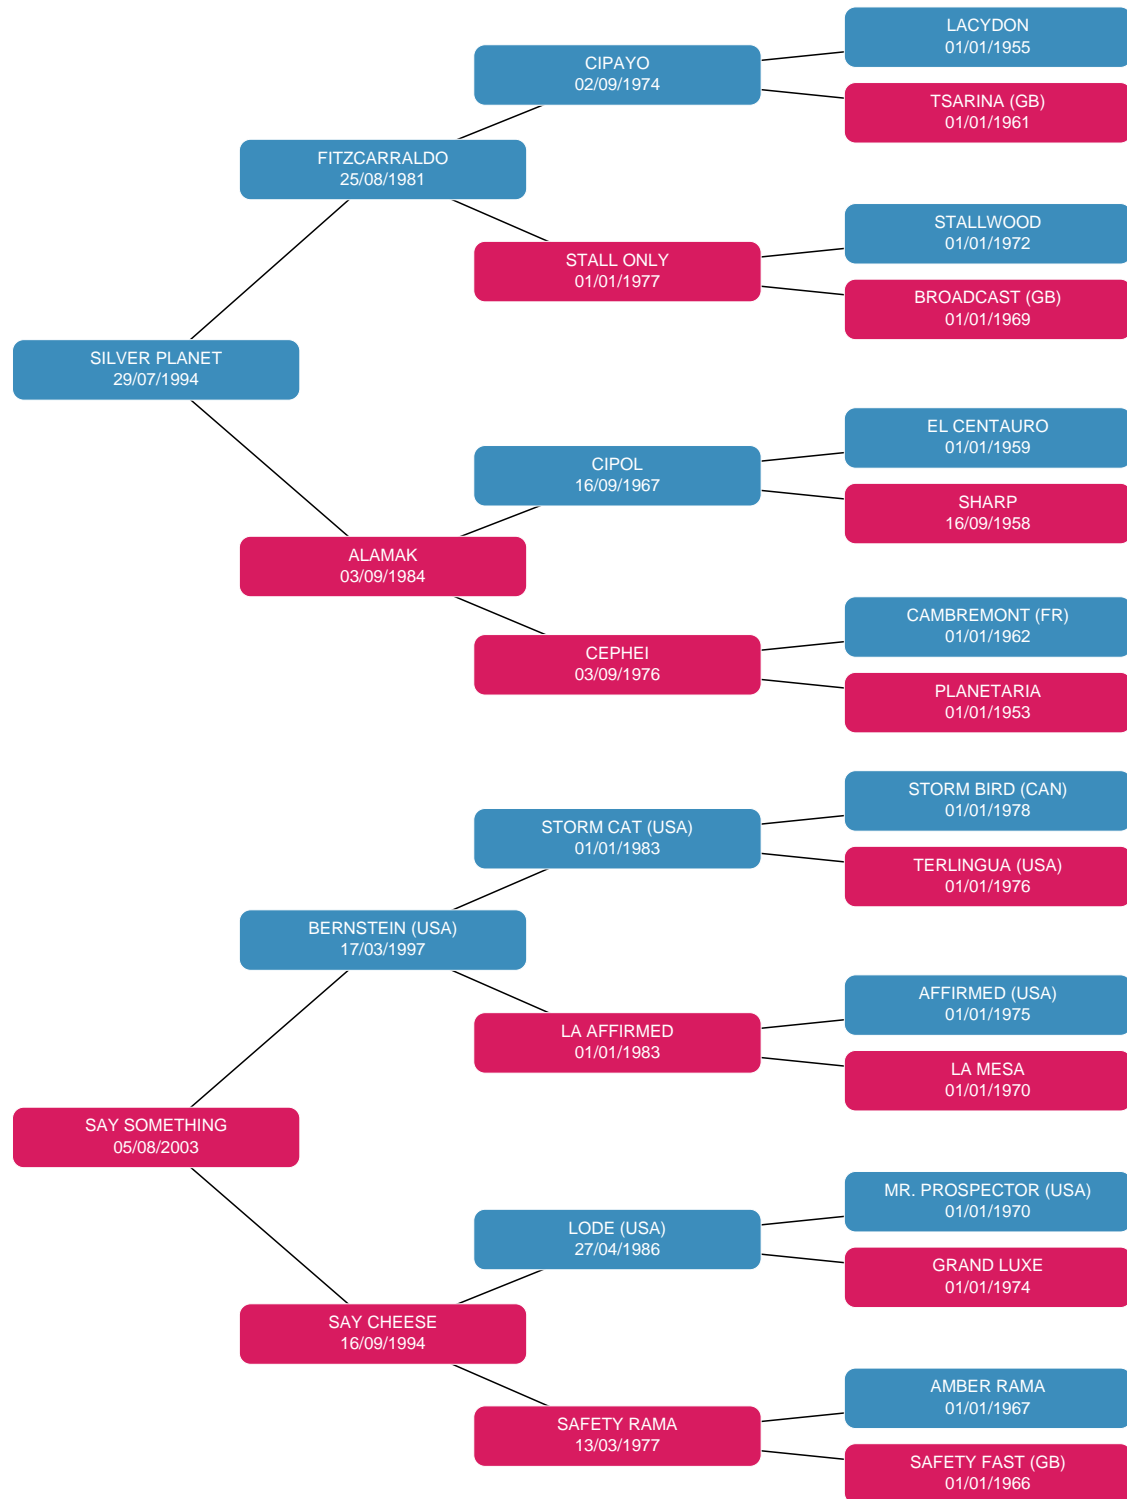 LACYDON
01/01/1955
CIPAYO
02/09/1974
TSARINA (GB)
01/01/1961
FITZCARRALDO
25/08/1981
STALLWOOD
01/01/1972
STALL ONLY
01/01/1977
BROADCAST (GB)
01/01/1969
SILVER PLANET
29/07/1994
EL CENTAURO
01/01/1959
CIPOL
16/09/1967
SHARP
16/09/1958
ALAMAK
03/09/1984
CAMBREMONT (FR)
01/01/1962
CEPHEI
03/09/1976
PLANETARIA
01/01/1953
STORM BIRD (CAN)
01/01/1978
STORM CAT (USA)
01/01/1983
TERLINGUA (USA)
01/01/1976
BERNSTEIN (USA)
17/03/1997
AFFIRMED (USA)
01/01/1975
LA AFFIRMED
01/01/1983
LA MESA
01/01/1970
SAY SOMETHING
05/08/2003
MR. PROSPECTOR (USA)
01/01/1970
LODE (USA)
27/04/1986
GRAND LUXE
01/01/1974
SAY CHEESE
16/09/1994
AMBER RAMA
01/01/1967
SAFETY RAMA
13/03/1977
SAFETY FAST (GB)
01/01/1966